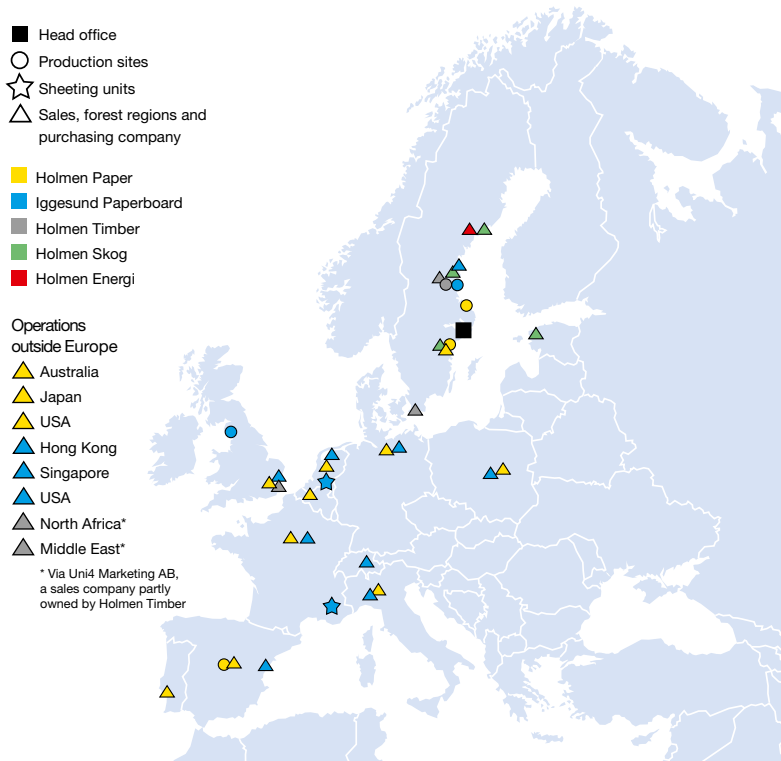 Head office
Production sites
Sheeting units
Sales, forest regions and
purchasing company
Holmen Paper
Iggesund Paperboard
Holmen Timber
Holmen Skog
Holmen Energi
Operations
outside Europe
Australia
Japan
USA
Hong Kong
Singapore
USA
North Africa*
Middle East*
* Via Uni4 Marketing AB,
a sales company partly
owned by Holmen Timber